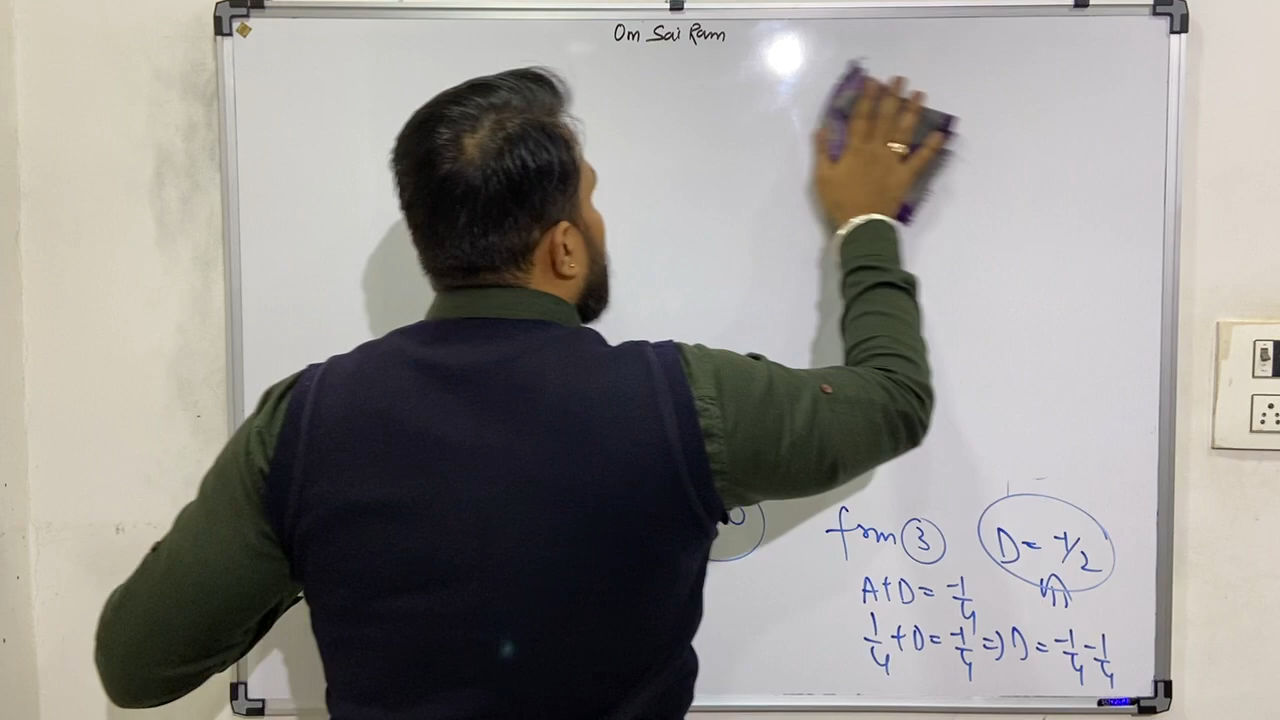 Om Sai Ram
from ③
D = -1/2
A+D = -1/4
1/4 + D = -1/4 => D = -1/4 - 1/4